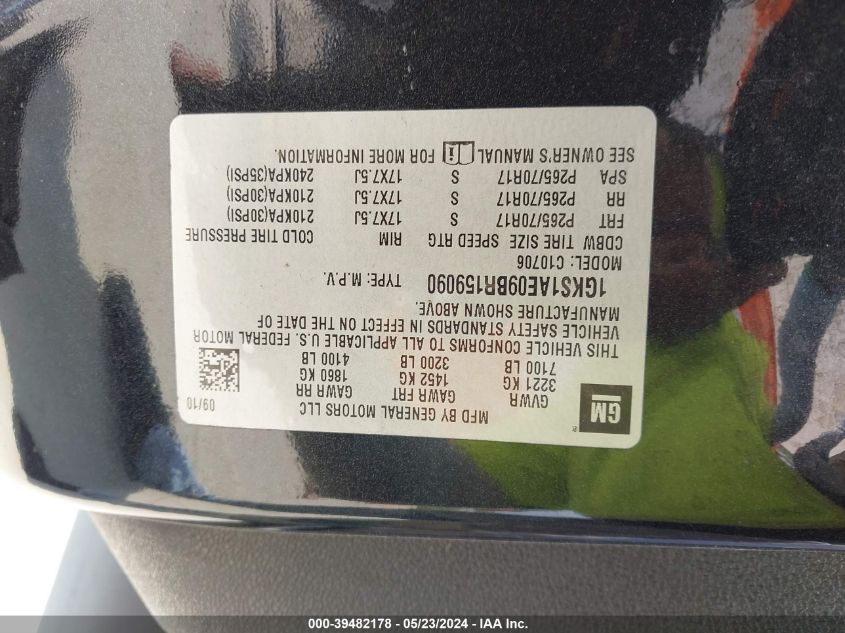 MFD BY GENERAL MOTORS LLC 09/10
GM ®
GVWR GAWR FRT GAWR RR
3221 KG 1452 KG 1860 KG
7100 LB 3200 LB 4100 LB
THIS VEHICLE CONFORMS TO ALL APPLICABLE U.S. FEDERAL MOTOR
VEHICLE SAFETY STANDARDS IN EFFECT ON THE DATE OF
MANUFACTURE SHOWN ABOVE.
1GKS1AE09BR159090 TYPE: M.P.V.
MODEL: C10706
CDBW TIRE SIZE SPEED RTG RIM COLD TIRE PRESSURE
FRT P265/70R17 S 17X7.5J 210KPA(30PSI)
RR P265/70R17 S 17X7.5J 210KPA(30PSI)
SPA P265/70R17 S 17X7.5J 240KPA(35PSI)
SEE OWNER'S MANUAL FOR MORE INFORMATION.
000-39482178 - 05/23/2024 - IAA Inc.